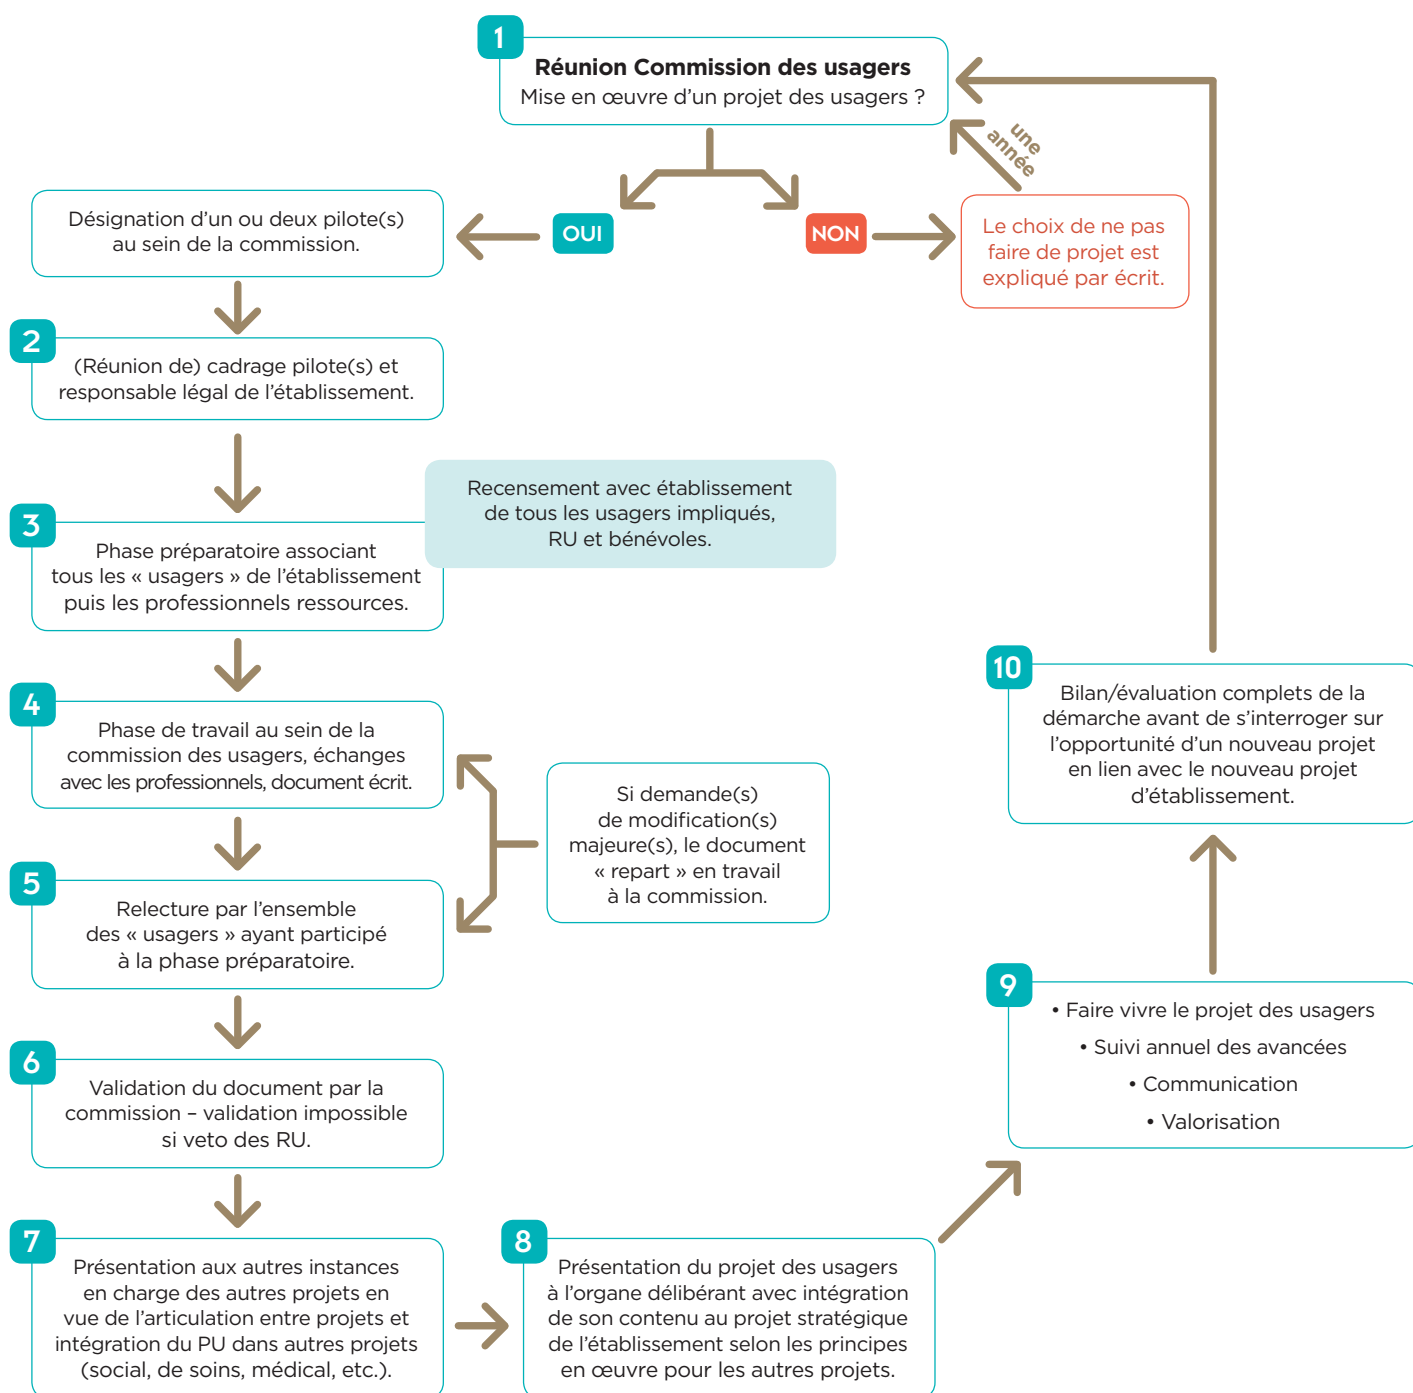 1
Réunion Commission des usagers
Mise en œuvre d’un projet des usagers ?
une
année
OUI
NON
Désignation d’un ou deux pilote(s)
au sein de la commission.
Le choix de ne pas
faire de projet est
expliqué par écrit.
2
(Réunion de) cadrage pilote(s) et
responsable légal de l’établissement.
Recensement avec établissement
de tous les usagers impliqués,
RU et bénévoles.
3
Phase préparatoire associant
tous les « usagers » de l’établissement
puis les professionnels ressources.
4
Phase de travail au sein de la
commission des usagers, échanges
avec les professionnels, document écrit.
Si demande(s)
de modification(s)
majeure(s), le document
« repart » en travail
à la commission.
5
Relecture par l’ensemble
des « usagers » ayant participé
à la phase préparatoire.
6
Validation du document par la
commission – validation impossible
si veto des RU.
7
Présentation aux autres instances
en charge des autres projets en
vue de l’articulation entre projets et
intégration du PU dans autres projets
(social, de soins, médical, etc.).
8
Présentation du projet des usagers
à l’organe délibérant avec intégration
de son contenu au projet stratégique
de l’établissement selon les principes
en œuvre pour les autres projets.
9
• Faire vivre le projet des usagers
• Suivi annuel des avancées
• Communication
• Valorisation
10
Bilan/évaluation complets de la
démarche avant de s’interroger sur
l’opportunité d’un nouveau projet
en lien avec le nouveau projet
d’établissement.